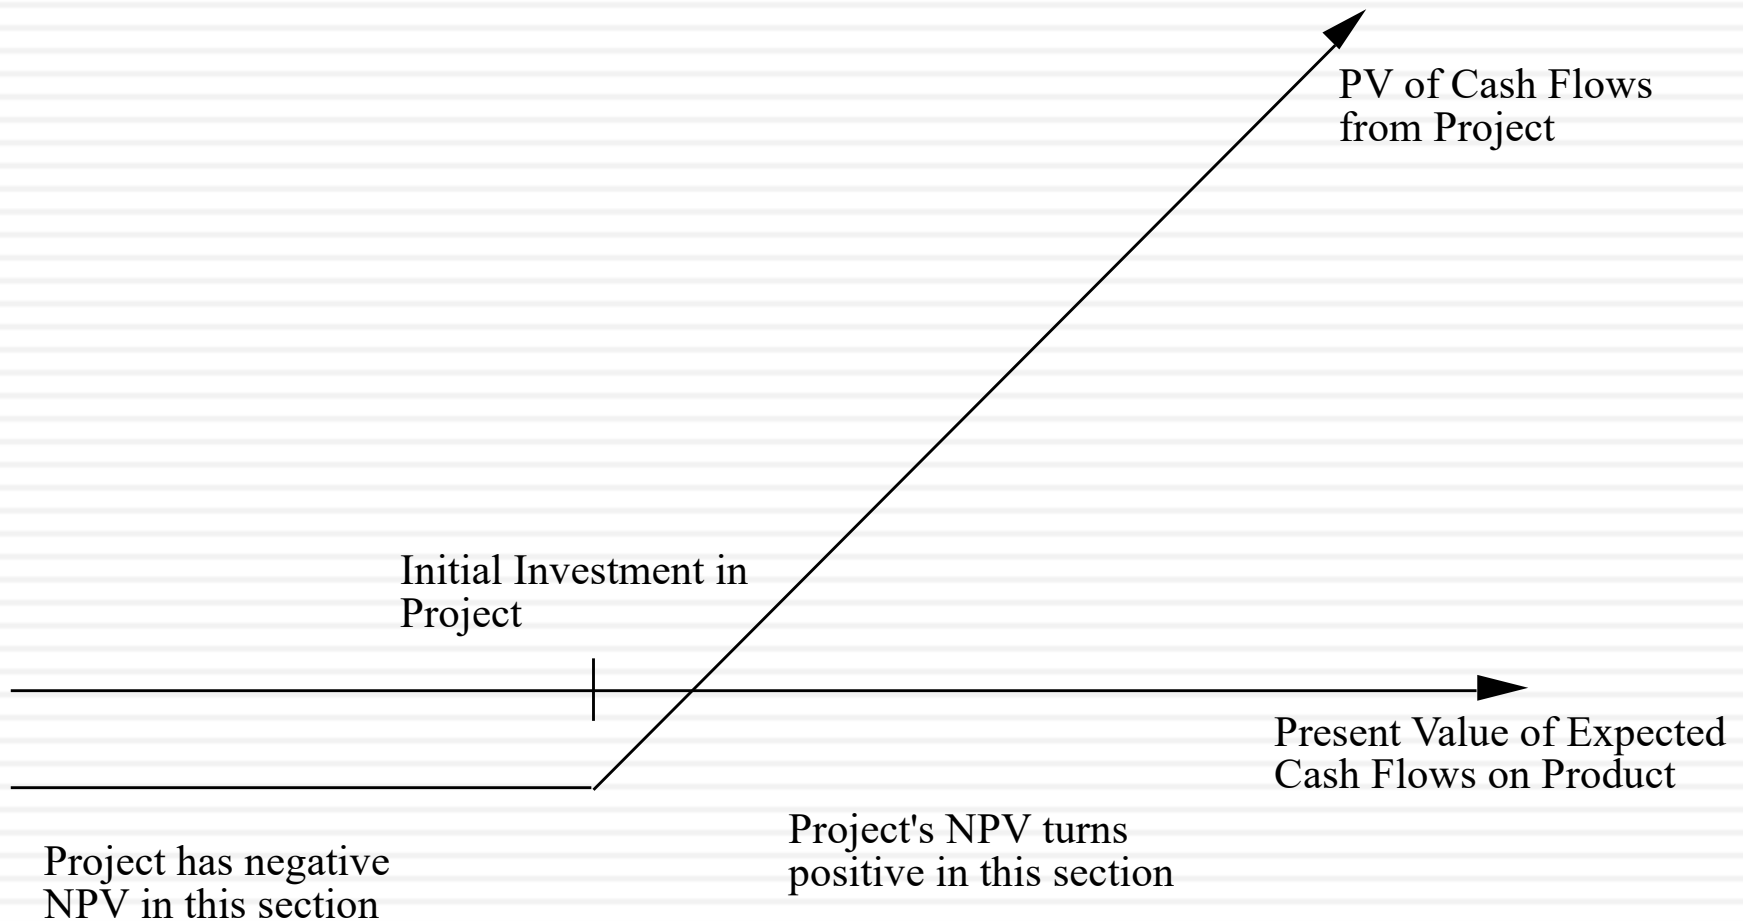 PV of Cash Flows
from Project
Initial Investment in
Project
Present Value of Expected
Cash Flows on Product
Project's NPV turns
positive in this section
Project has negative
NPV in this section